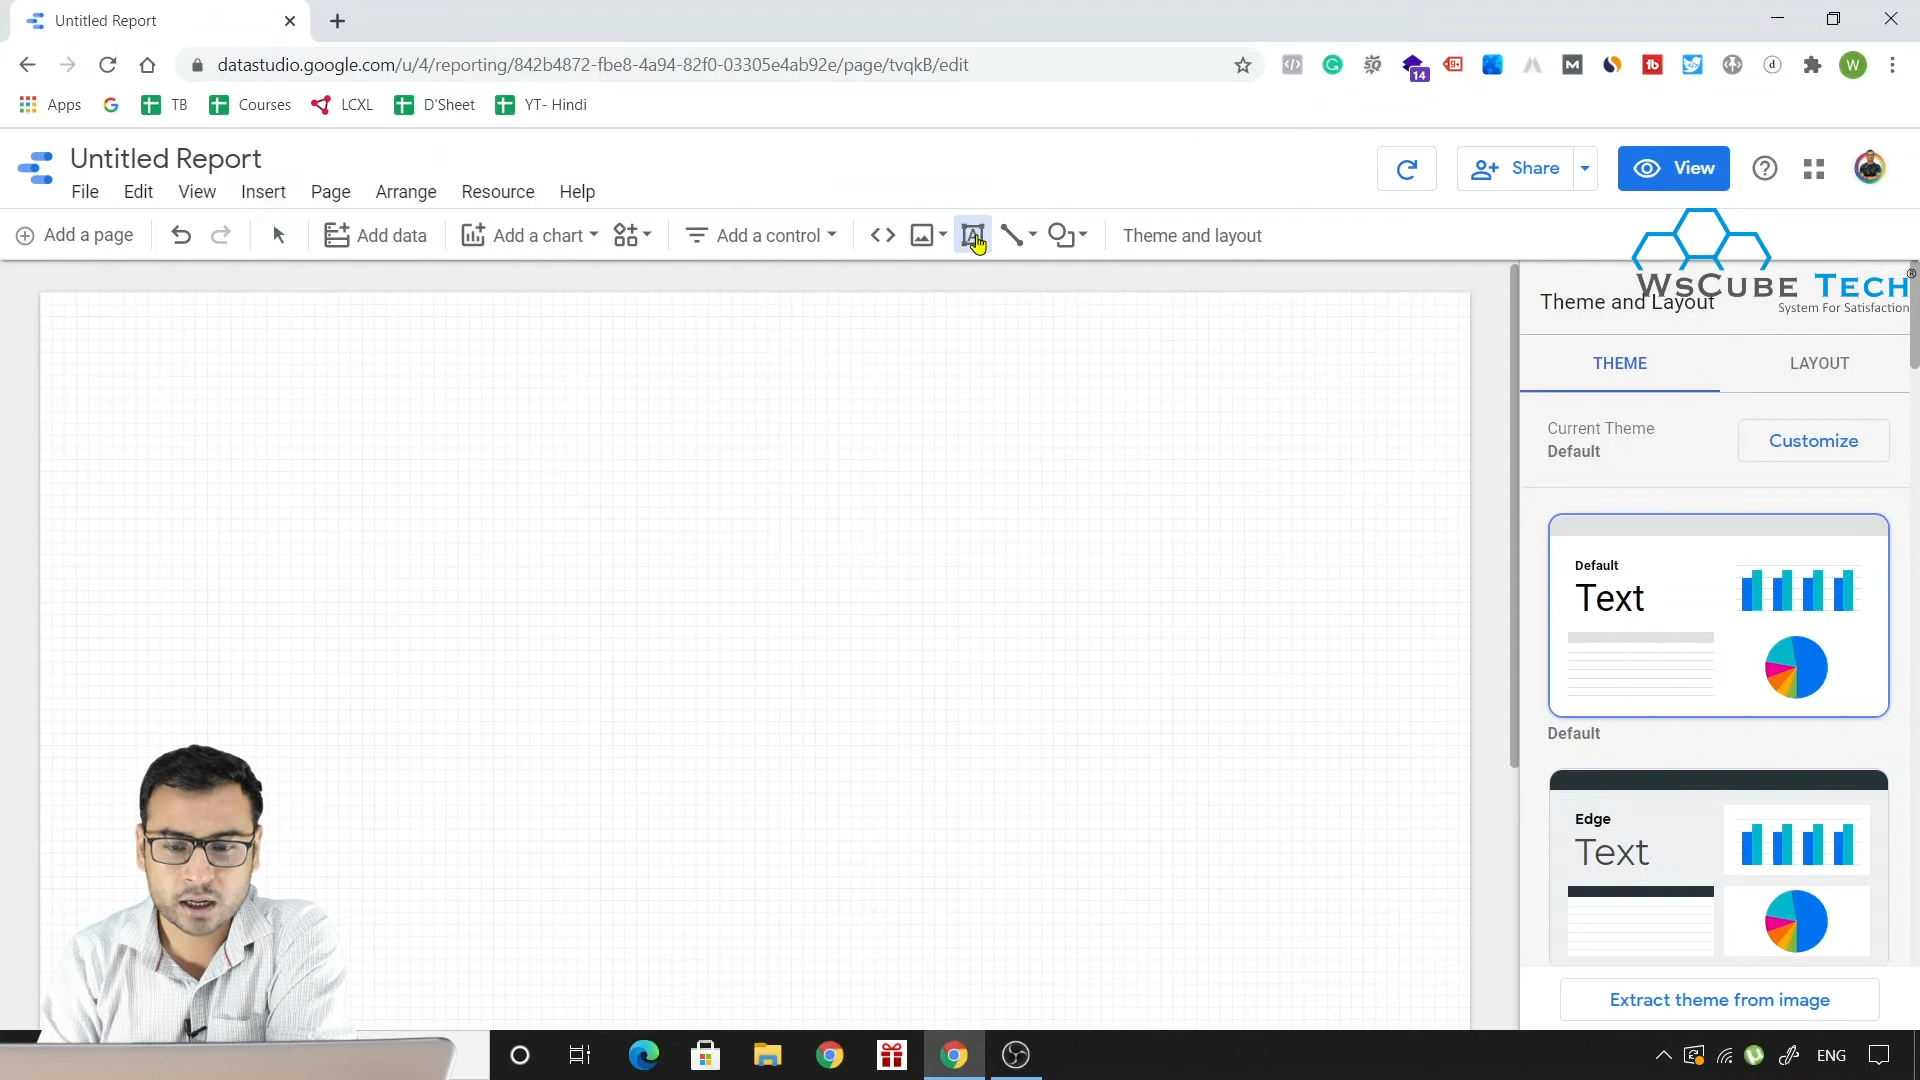 Untitled Report
datastudio.google.com/u/4/reporting/842b4872-fbe8-4a94-82f0-03305e4ab92e/page/tvqkB/edit
14
W
Apps
TB
Courses
LCXL
D'Sheet
YT- Hindi
Untitled Report
File Edit View Insert Page Arrange Resource Help
Share
View
Add a page
Add data
Add a chart
Add a control
Theme and layout
WsCube Tech®
System For Satisfaction
Theme and Layout
THEME
LAYOUT
Current Theme
Default
Customize
Default
Text
Default
Edge
Text
Extract theme from image
ENG